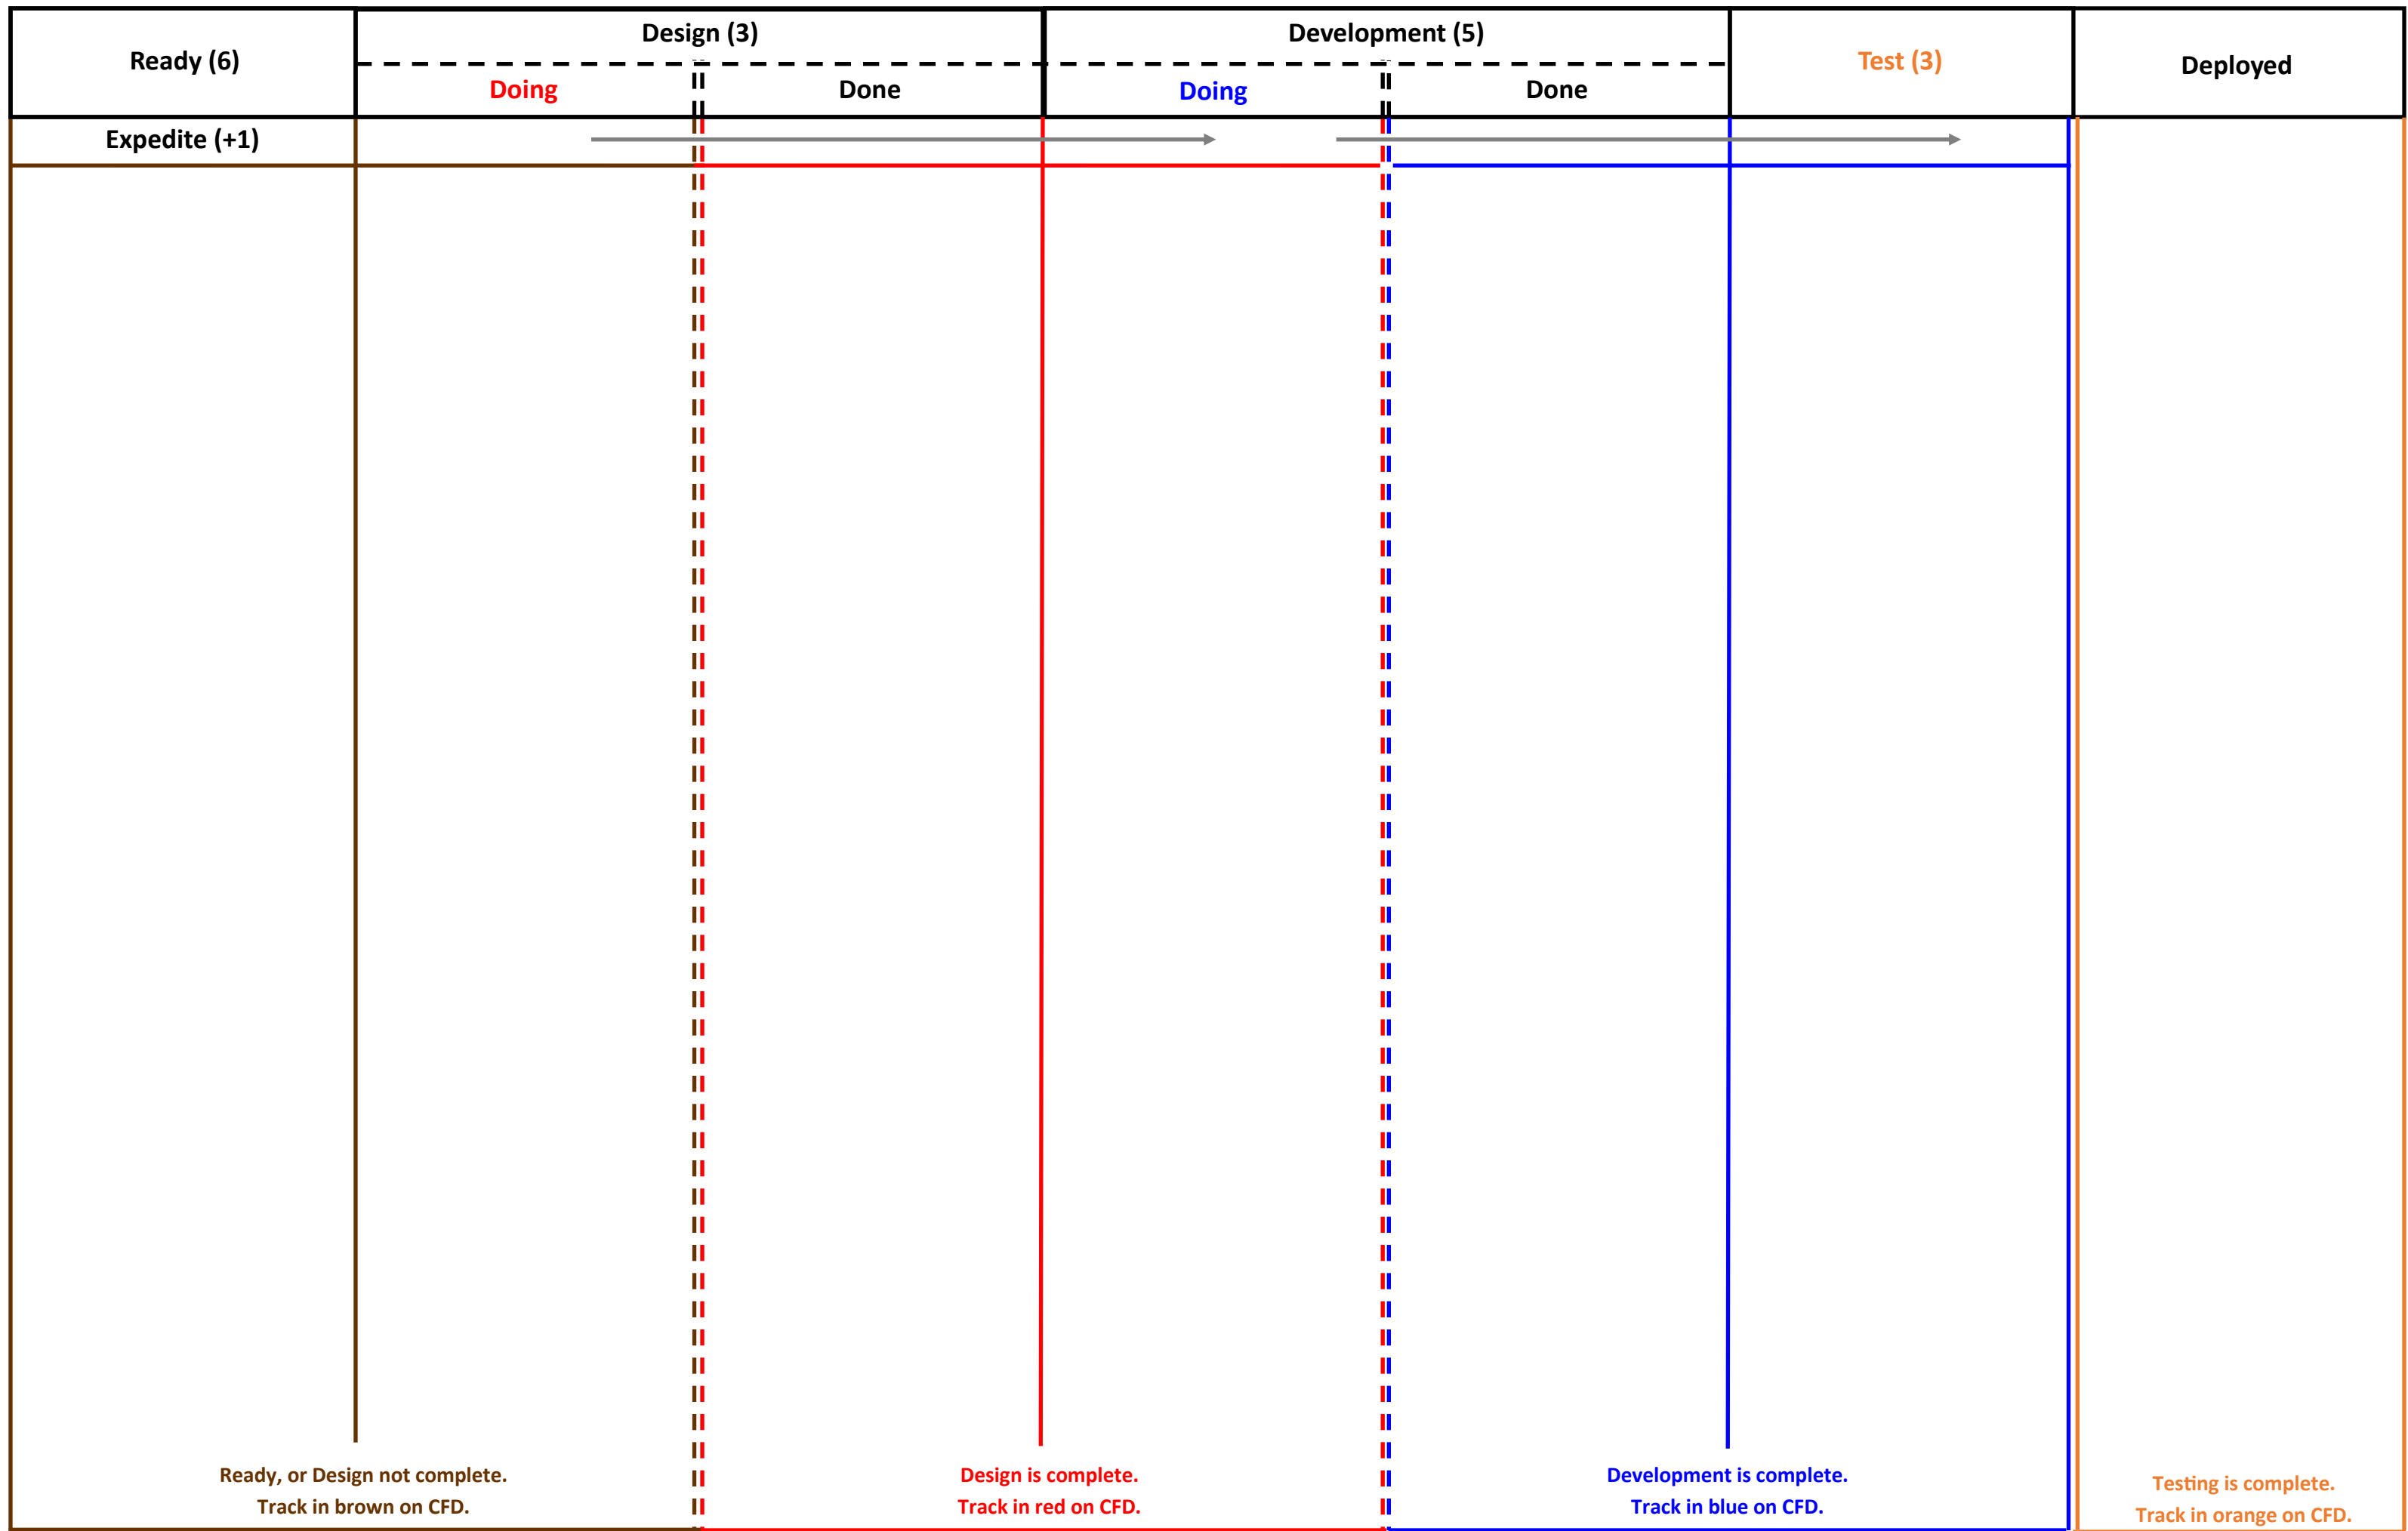 Ready (6)
Design (3)
Doing
Done
Development (5)
Doing
Done
Test (3)
Deployed
Expedite (+1)
Ready, or Design not complete.
Track in brown on CFD.
Design is complete.
Track in red on CFD.
Development is complete.
Track in blue on CFD.
Testing is complete.
Track in orange on CFD.